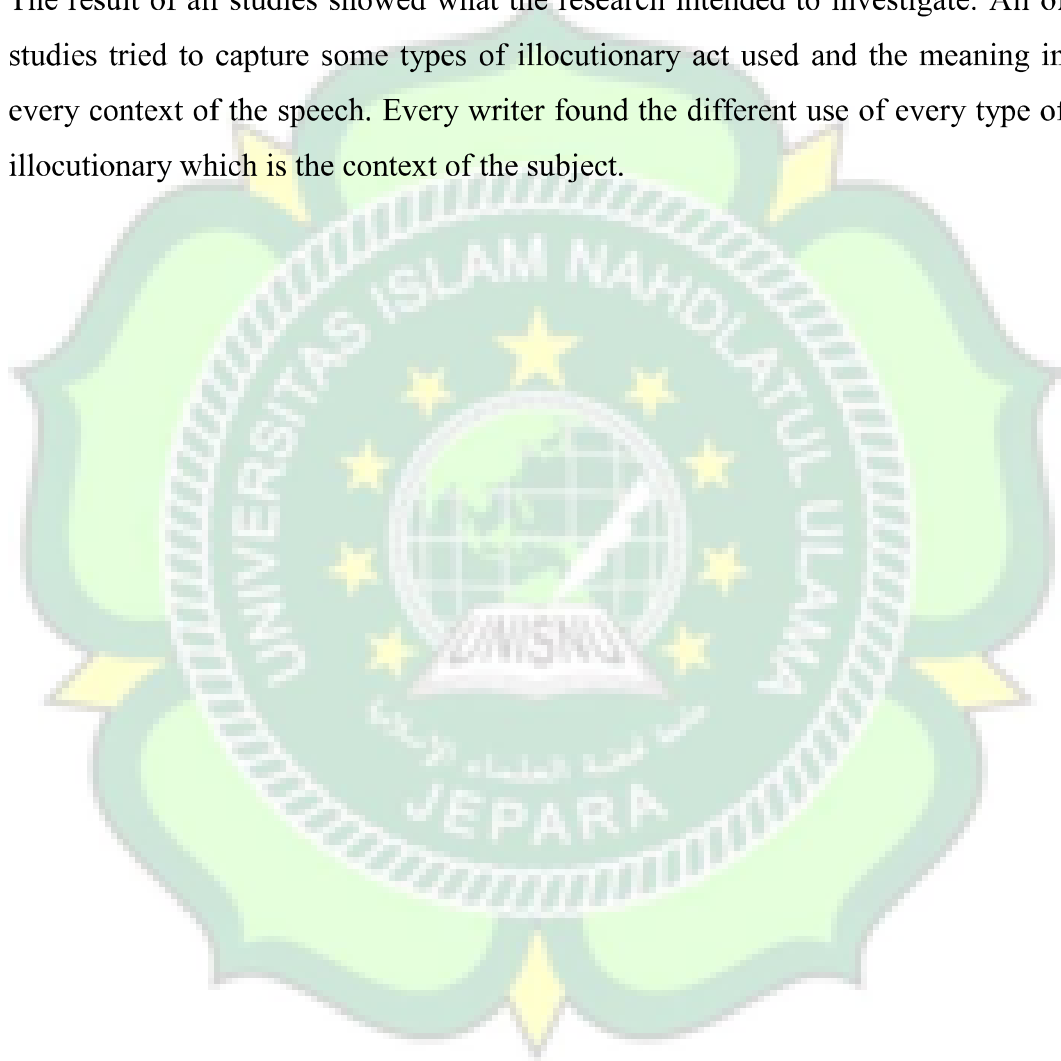 The result of all studies showed what the research intended to investigate. All of
studies tried to capture some types of illocutionary act used and the meaning in
every context of the speech. Every writer found the different use of every type of
illocutionary which is the context of the subject.
UNIVERSITAS ISLAM NAHDLATUL ULAMA
UNISNU
JEPARA